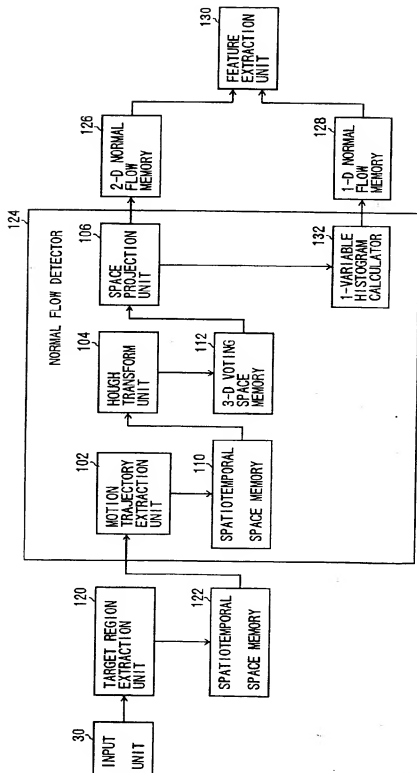 30
INPUT
UNIT
120
TARGET REGION
EXTRACTION
UNIT
122
SPATIOTEMPORAL
SPACE MEMORY
124
NORMAL FLOW DETECTOR
102
MOTION
TRAJECTORY
EXTRACTION
UNIT
110
SPATIOTEMPORAL
SPACE MEMORY
104
HOUGH
TRANSFORM
UNIT
112
3-D VOTING
SPACE
MEMORY
106
SPACE
PROJECTION
UNIT
132
1-VARIABLE
HISTOGRAM
CALCULATOR
126
2-D NORMAL
FLOW
MEMORY
128
1-D NORMAL
FLOW
MEMORY
130
FEATURE
EXTRACTION
UNIT